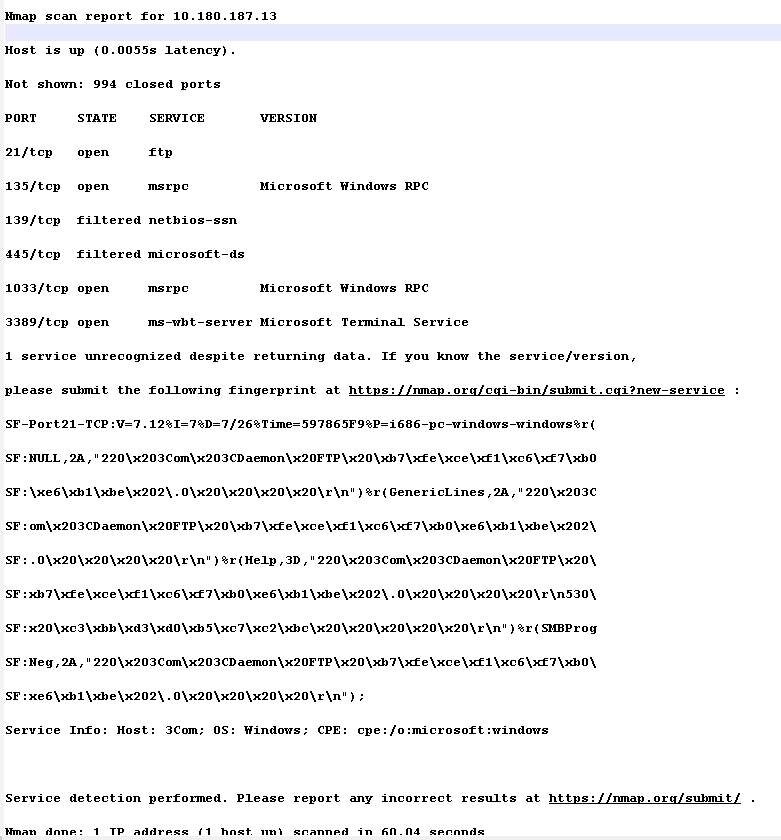 Nmap scan report for 10.180.187.13
Host is up (0.0055s latency).
Not shown: 994 closed ports
PORT     STATE    SERVICE       VERSION
21/tcp   open     ftp
135/tcp  open     msrpc         Microsoft Windows RPC
139/tcp  filtered netbios-ssn
445/tcp  filtered microsoft-ds
1033/tcp open     msrpc         Microsoft Windows RPC
3389/tcp open     ms-wbt-server Microsoft Terminal Service
1 service unrecognized despite returning data. If you know the service/version,
please submit the following fingerprint at https://nmap.org/cgi-bin/submit.cgi?new-service :
SF-Port21-TCP:V=7.12%I=7%D=7/26%Time=597865F9%P=i686-pc-windows-windows%r(
SF:NULL,2A,"220\x203Com\x203CDaemon\x20FTP\x20\xb7\xfe\xce\xf1\xc6\xf7\xb0
SF:\xe6\xb1\xbe\x202\.0\x20\x20\x20\x20\r\n")%r(GenericLines,2A,"220\x203C
SF:om\x203CDaemon\x20FTP\x20\xb7\xfe\xce\xf1\xc6\xf7\xb0\xe6\xb1\xbe\x202\
SF:.0\x20\x20\x20\x20\r\n")%r(Help,3D,"220\x203Com\x203CDaemon\x20FTP\x20\
SF:xb7\xfe\xce\xf1\xc6\xf7\xb0\xe6\xb1\xbe\x202\.0\x20\x20\x20\x20\r\n530\
SF:x20\xc3\xbb\xd3\xd0\xb5\xc7\xc2\xbc\x20\x20\x20\x20\x20\r\n")%r(SMBProg
SF:Neg,2A,"220\x203Com\x203CDaemon\x20FTP\x20\xb7\xfe\xce\xf1\xc6\xf7\xb0\
SF:xe6\xb1\xbe\x202\.0\x20\x20\x20\x20\r\n");
Service Info: Host: 3Com; OS: Windows; CPE: cpe:/o:microsoft:windows
Service detection performed. Please report any incorrect results at https://nmap.org/submit/ .
Nmap done: 1 IP address (1 host up) scanned in 60.04 seconds